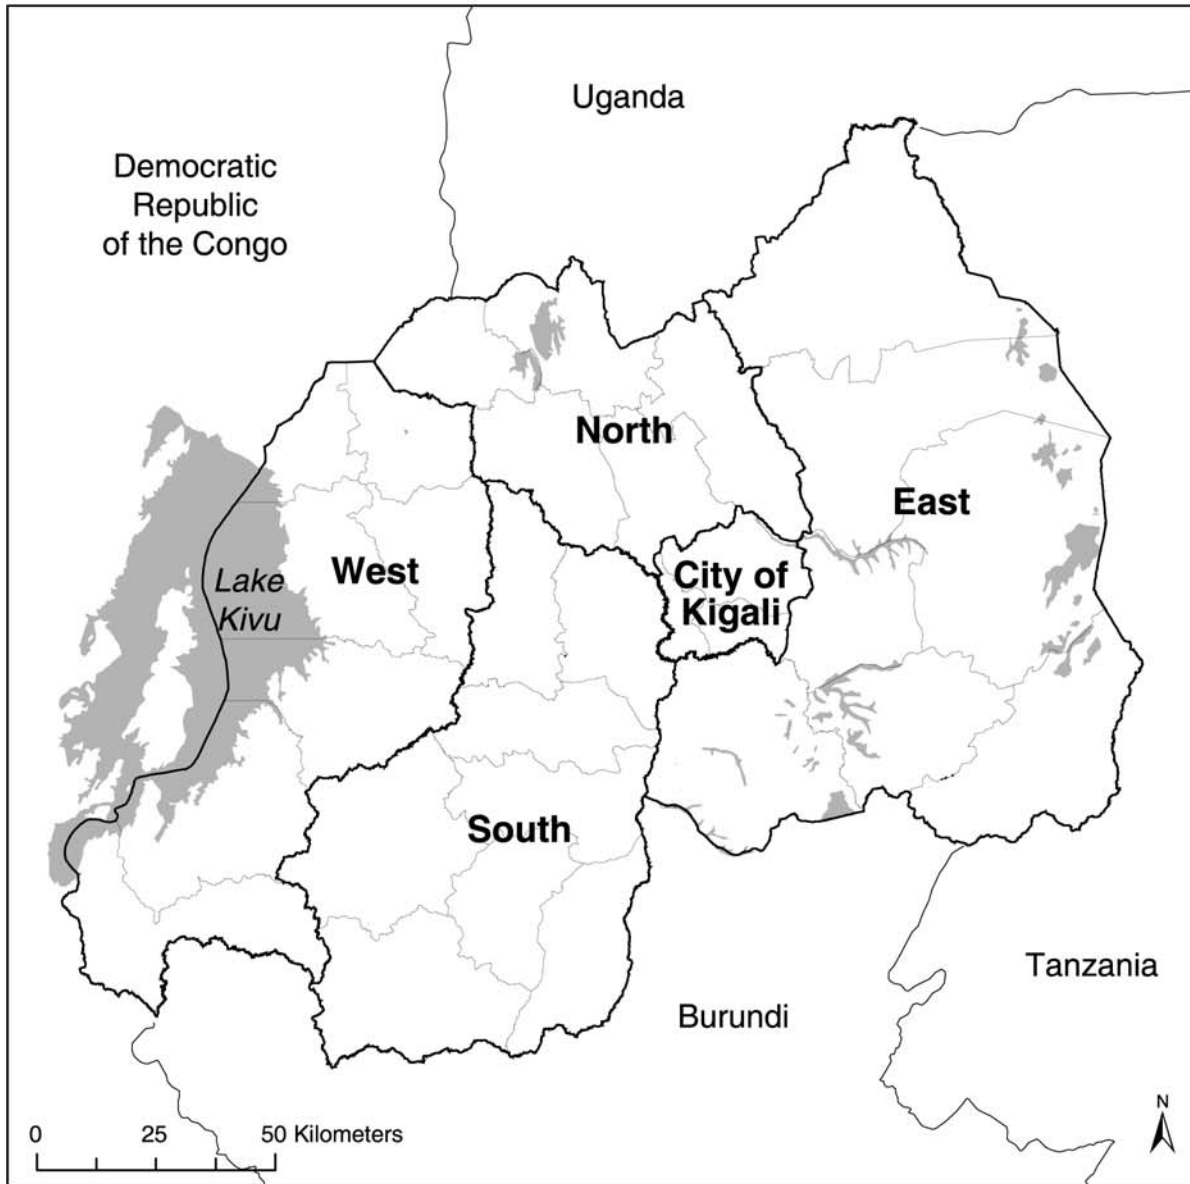 Uganda
Democratic
Republic
of the Congo
North
East
West
City of
Kigali
Lake
Kivu
South
Tanzania
Burundi
N
0 25 50 Kilometers